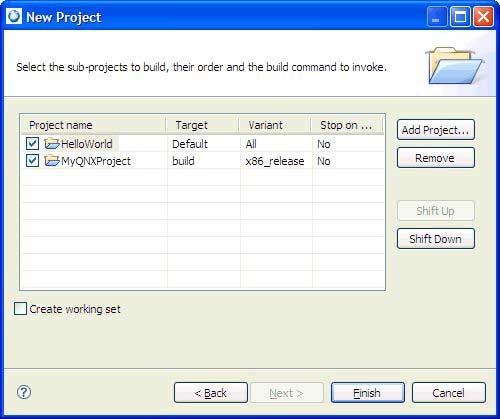 New Project
Select the sub-projects to build, their order and the build command to invoke.
Project name Target Variant Stop on ...
HelloWorld Default All No
MyQNXProject build x86_release No
Add Project...
Remove
Shift Up
Shift Down
Create working set
? < Back Next > Finish Cancel